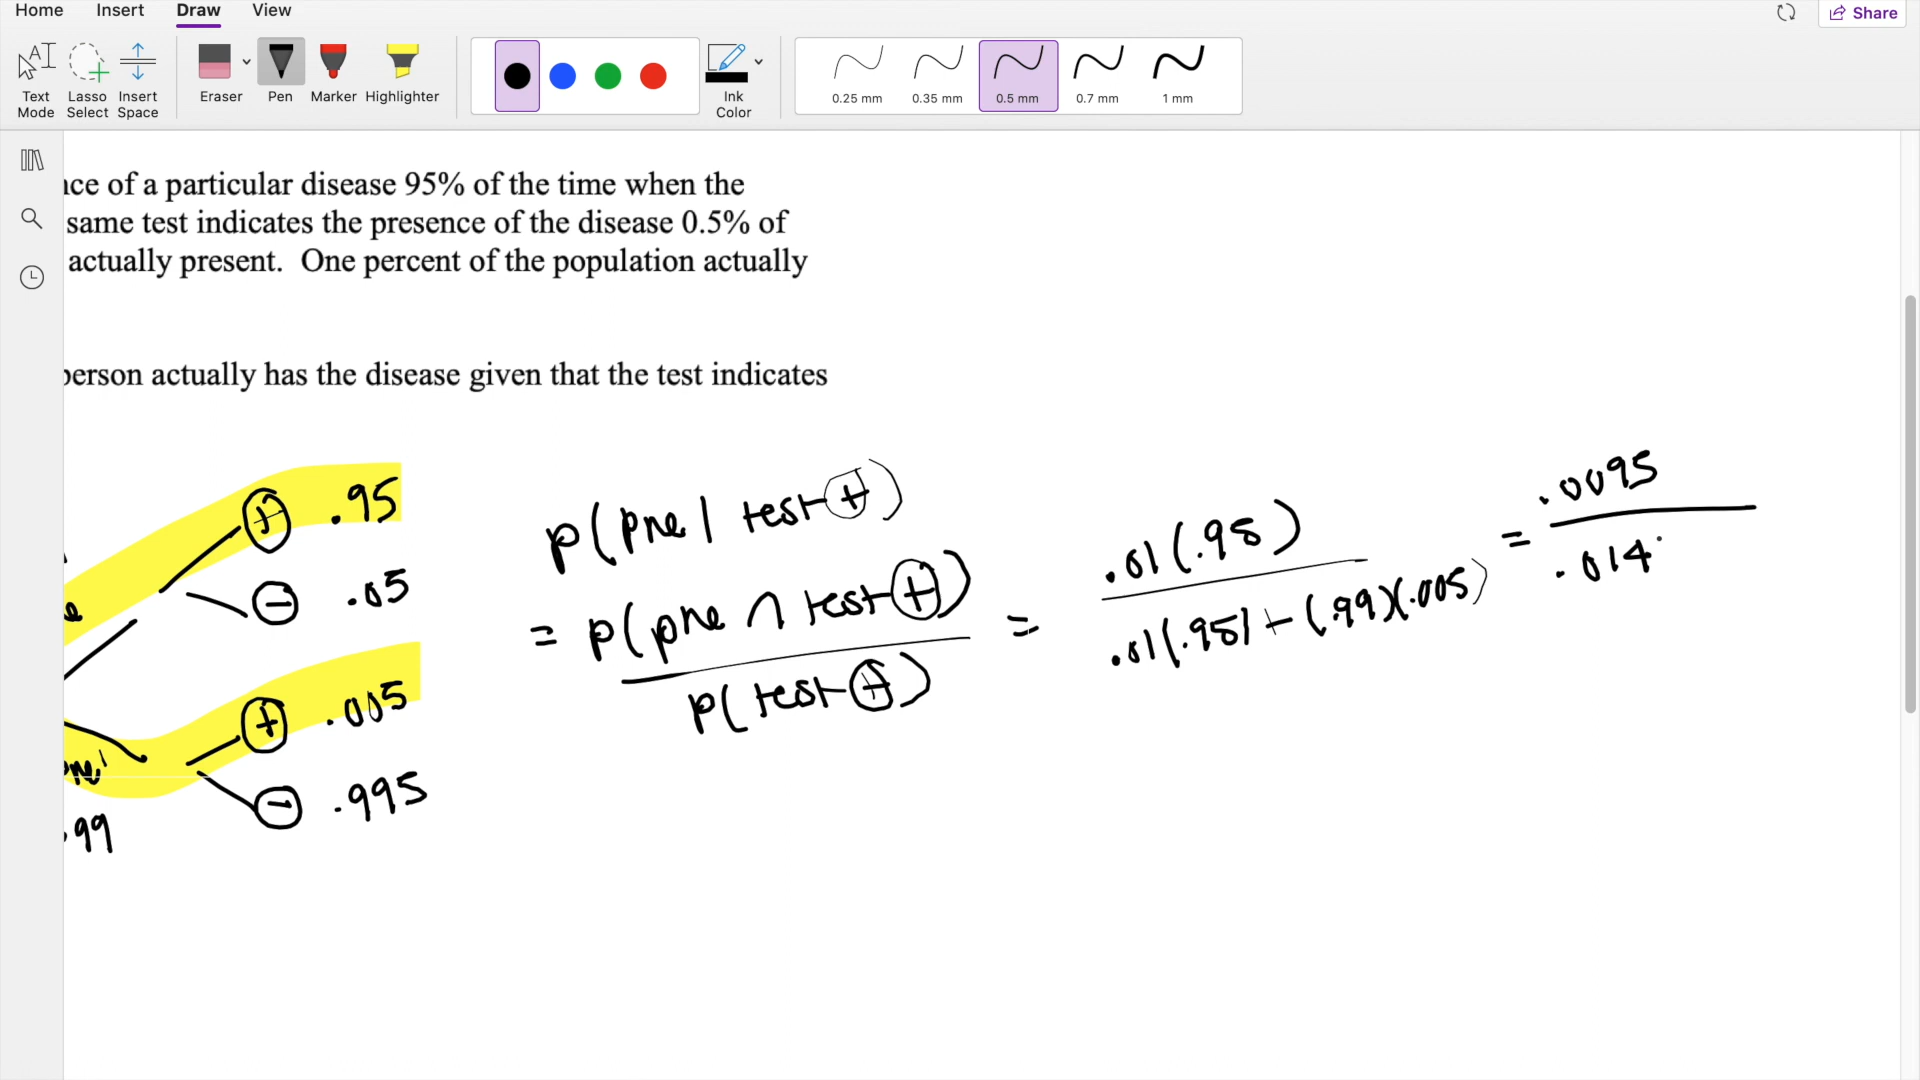 Home Insert Draw View Share
Text Mode Lasso Select Insert Space Eraser Pen Marker Highlighter Ink Color 0.25 mm 0.35 mm 0.5 mm 0.7 mm 1 mm
nce of a particular disease 95% of the time when the
same test indicates the presence of the disease 0.5% of
actually present. One percent of the population actually
person actually has the disease given that the test indicates
+ .95
- .05
+ .005
- .995
.99
P(pre | test +)
= P(pre ∩ test +)
P(test +)
= .01(.95)
.01(.95) + (.99)(.005)
= .0095
.014